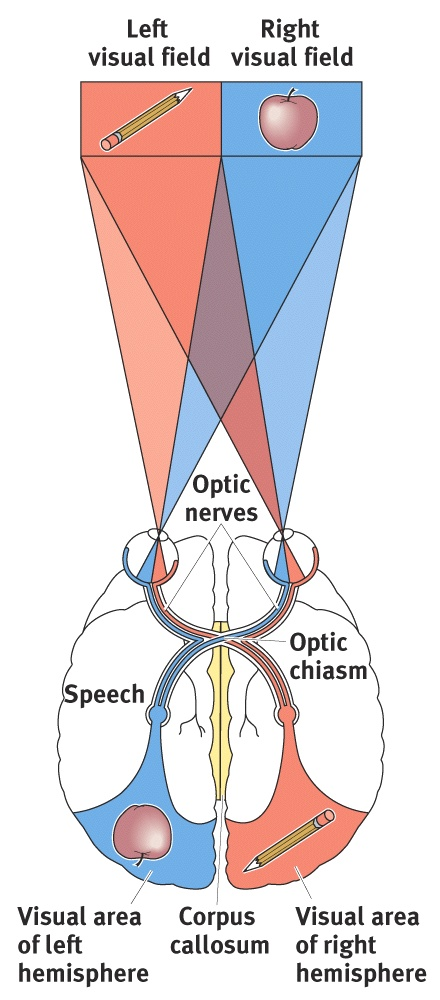 Left
visual field
Right
visual field
Optic
nerves
Optic
chiasm
Speech
Visual area
of left
hemisphere
Corpus
callosum
Visual area
of right
hemisphere